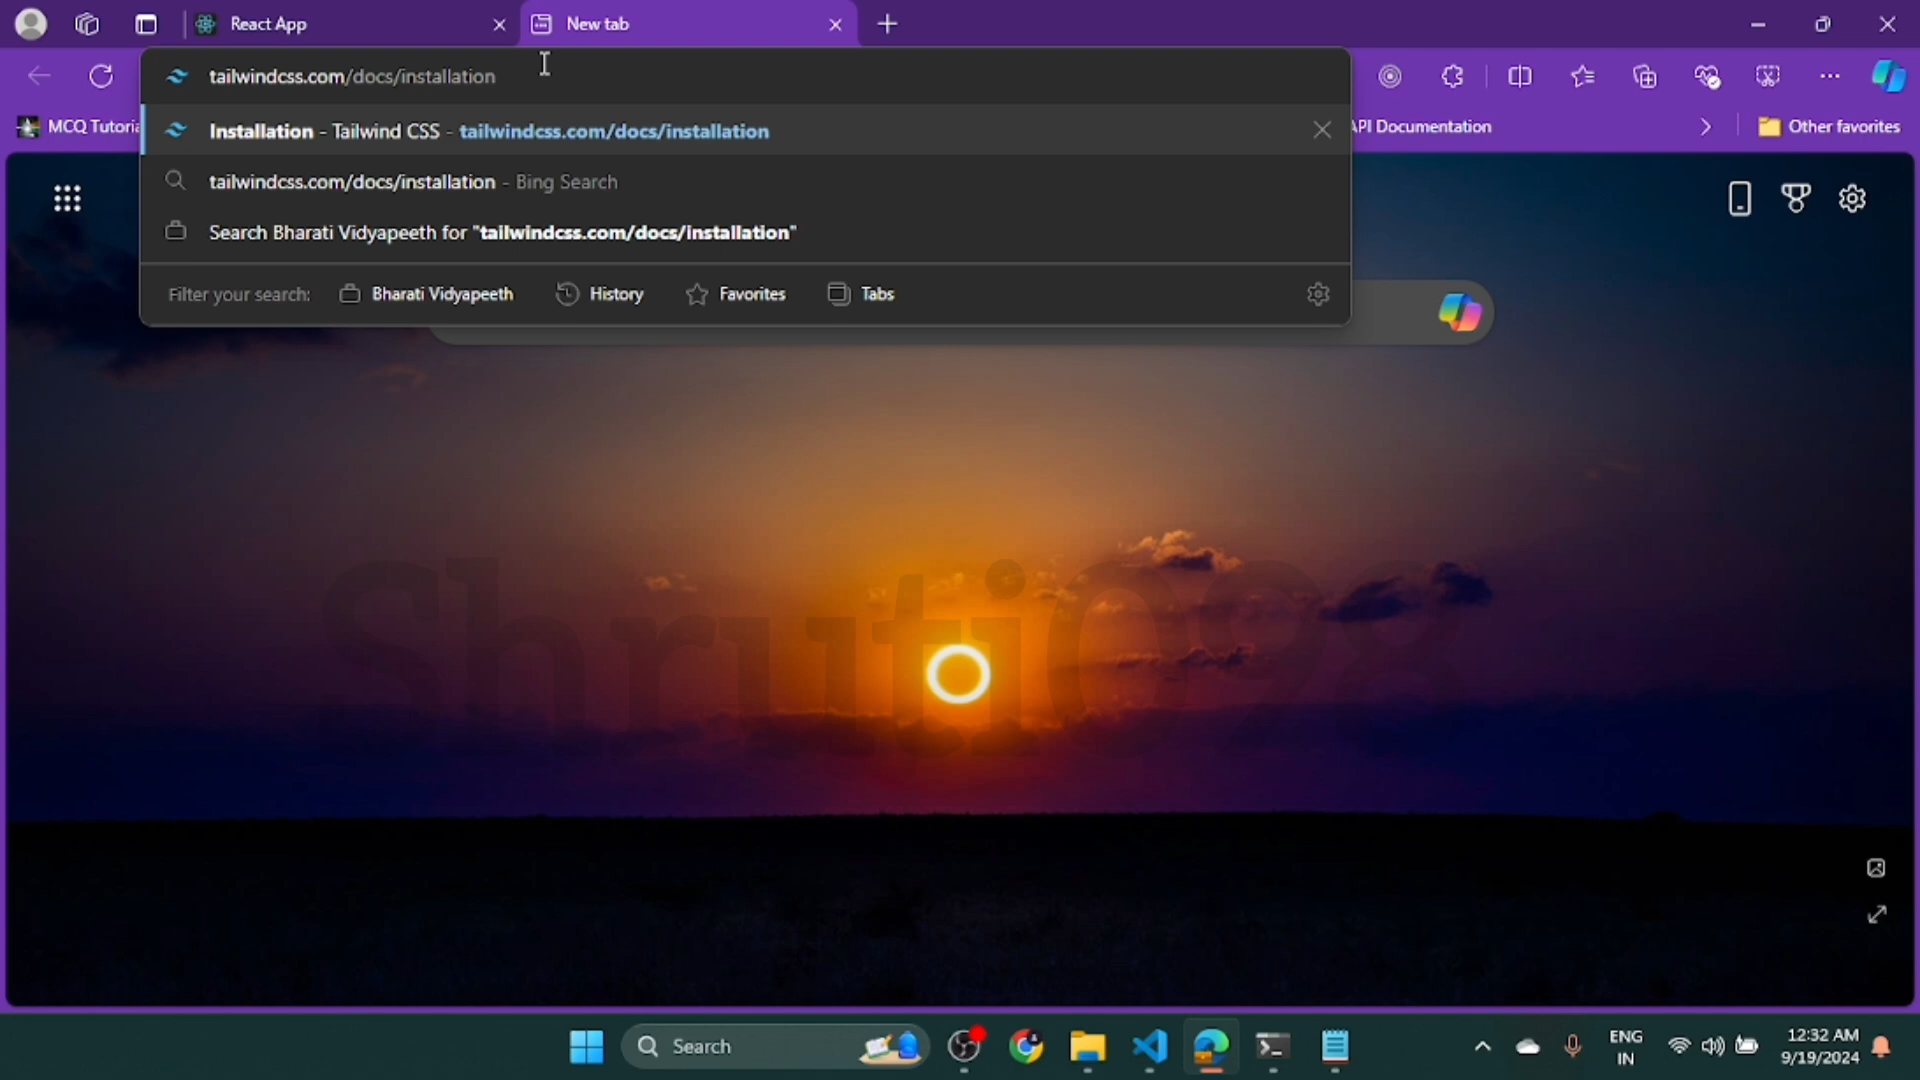 React App
New tab
tailwindcss.com/docs/installation
Installation - Tailwind CSS - tailwindcss.com/docs/installation
MCQ Tutoria
API Documentation
Other favorites
tailwindcss.com/docs/installation - Bing Search
Search Bharati Vidyapeeth for "tailwindcss.com/docs/installation"
Filter your search:
Bharati Vidyapeeth
History
Favorites
Tabs
Shruti098
Search
ENG
IN
12:32 AM
9/19/2024